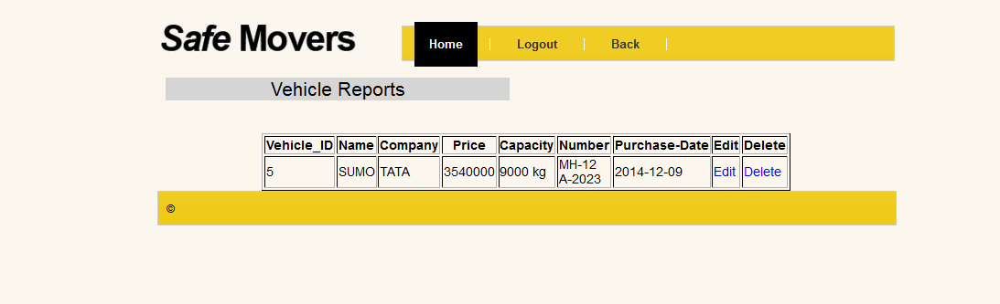 Safe Movers
Home Logout Back
Vehicle Reports
Vehicle_ID Name Company Price Capacity Number Purchase-Date Edit Delete
5 SUMO TATA 3540000 9000 kg MH-12 A-2023 2014-12-09 Edit Delete
©